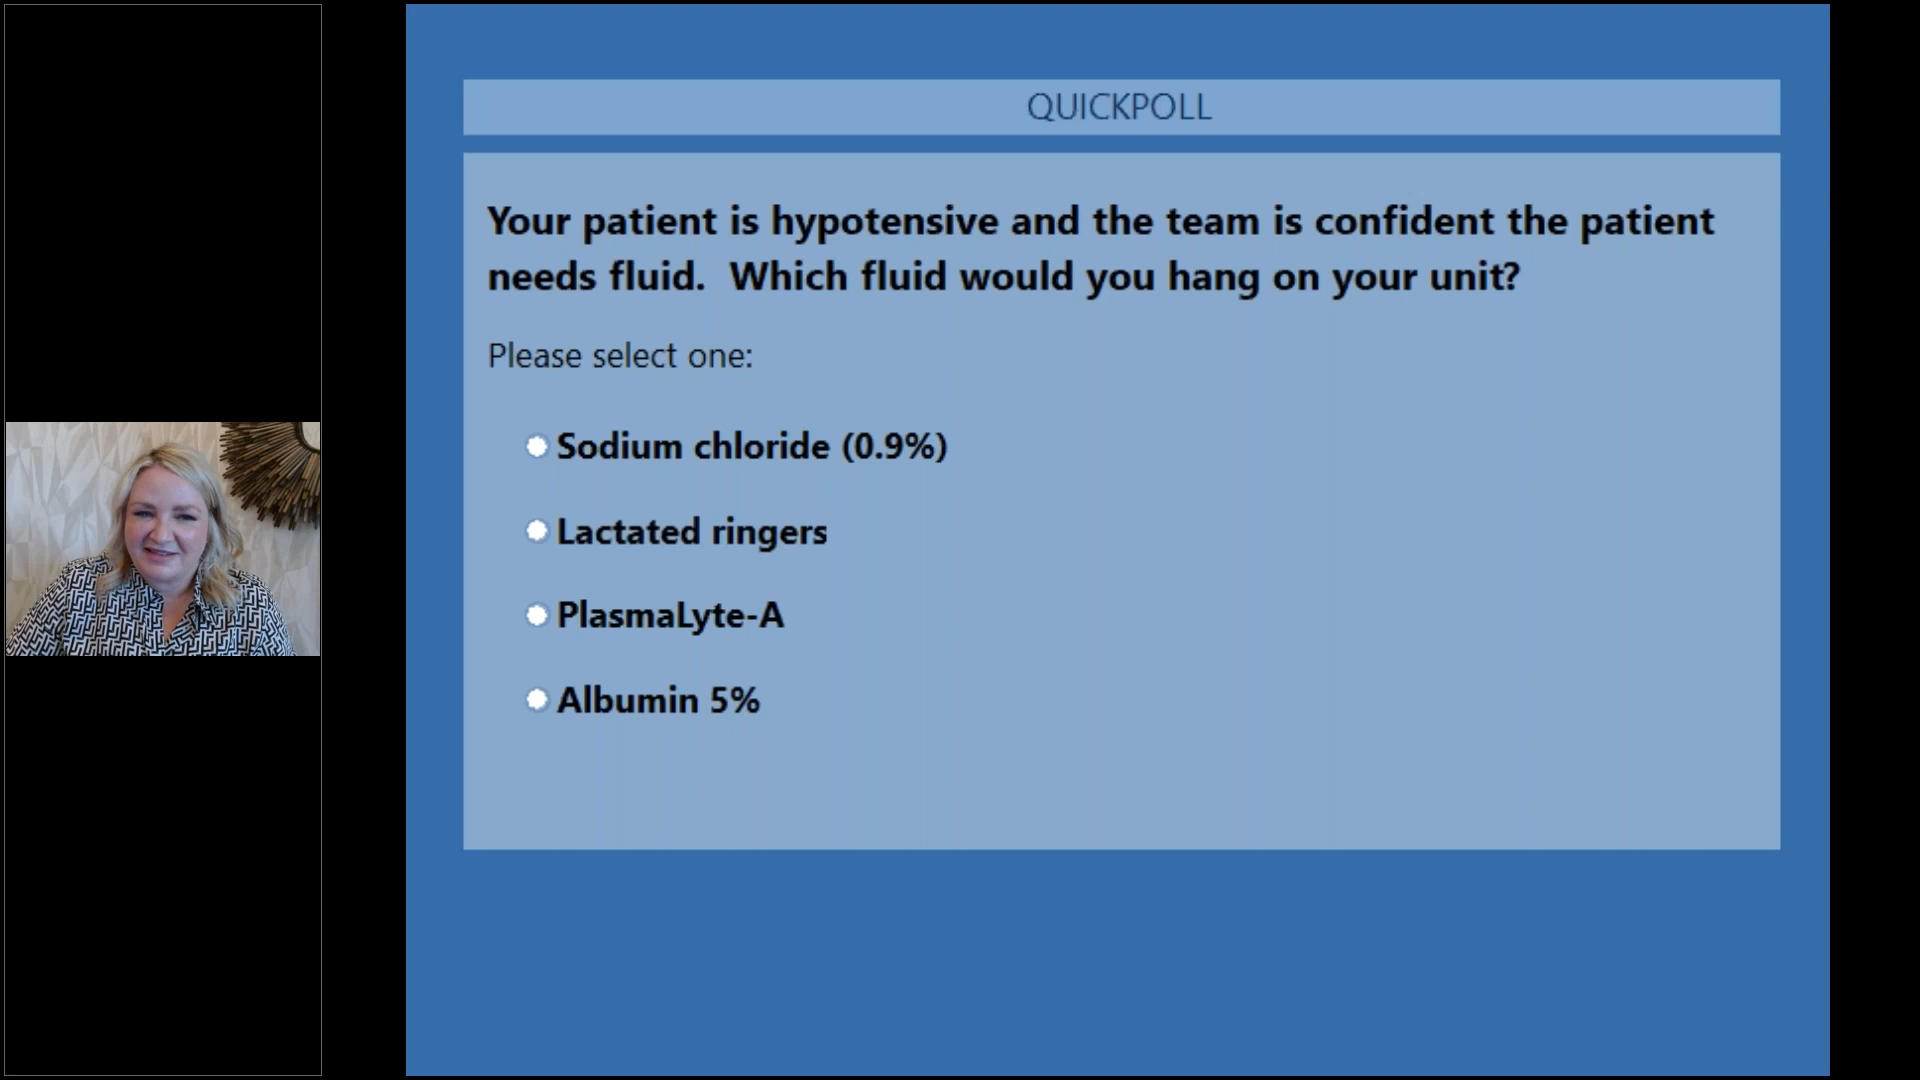 QUICKPOLL
Your patient is hypotensive and the team is confident the patient
needs fluid.  Which fluid would you hang on your unit?
Please select one:
Sodium chloride (0.9%)
Lactated ringers
PlasmaLyte-A
Albumin 5%